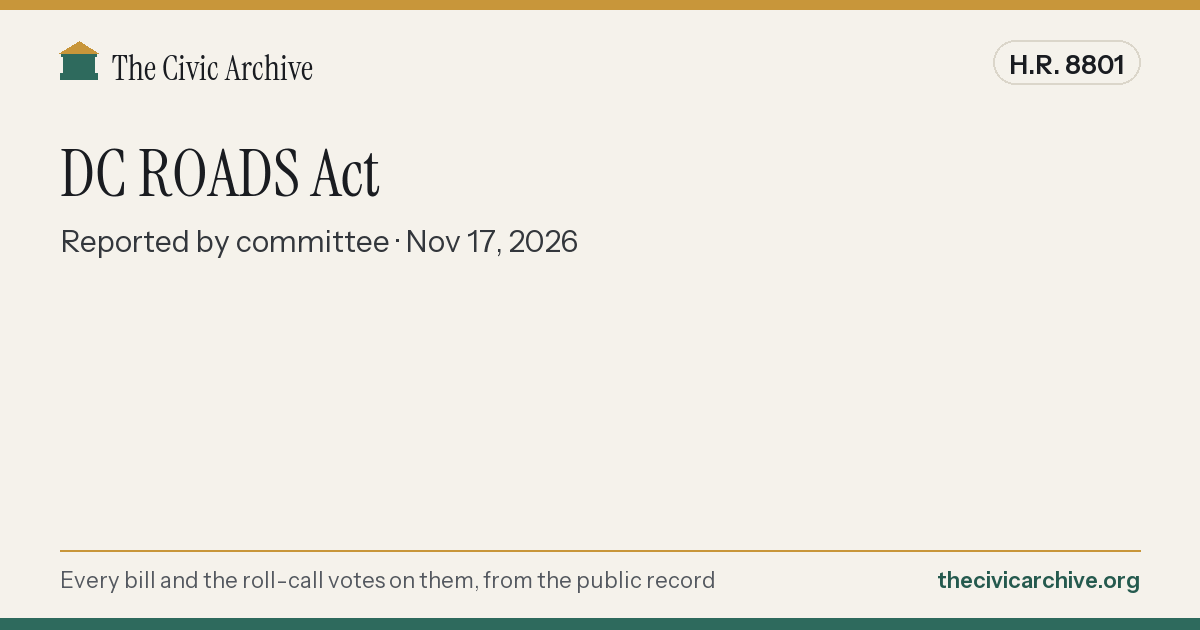 The Civic Archive
H.R. 8801
DC ROADS Act
Reported by committee · Nov 17, 2026
Every bill and the roll-call votes on them, from the public record
thecivicarchive.org